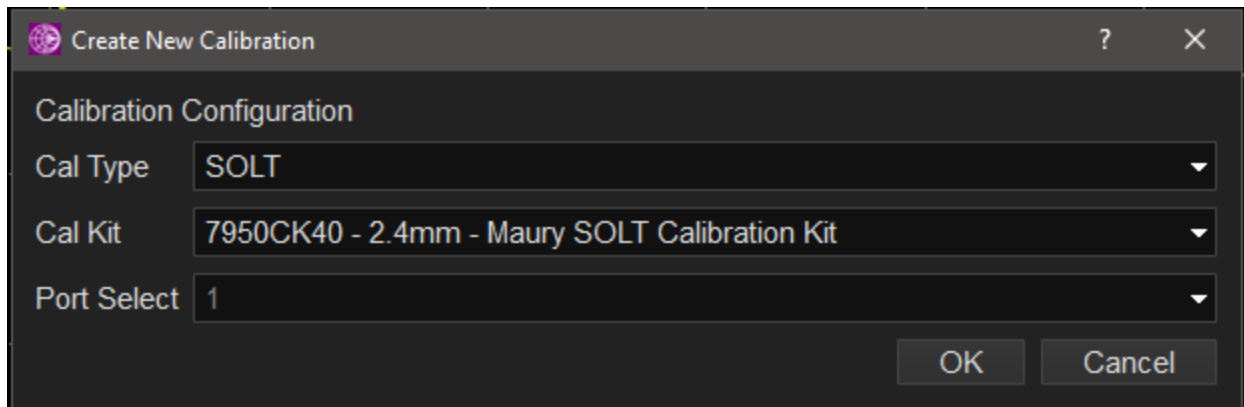 Create New Calibration
Calibration Configuration
Cal Type SOLT
Cal Kit 7950CK40 - 2.4mm - Maury SOLT Calibration Kit
Port Select 1
OK Cancel